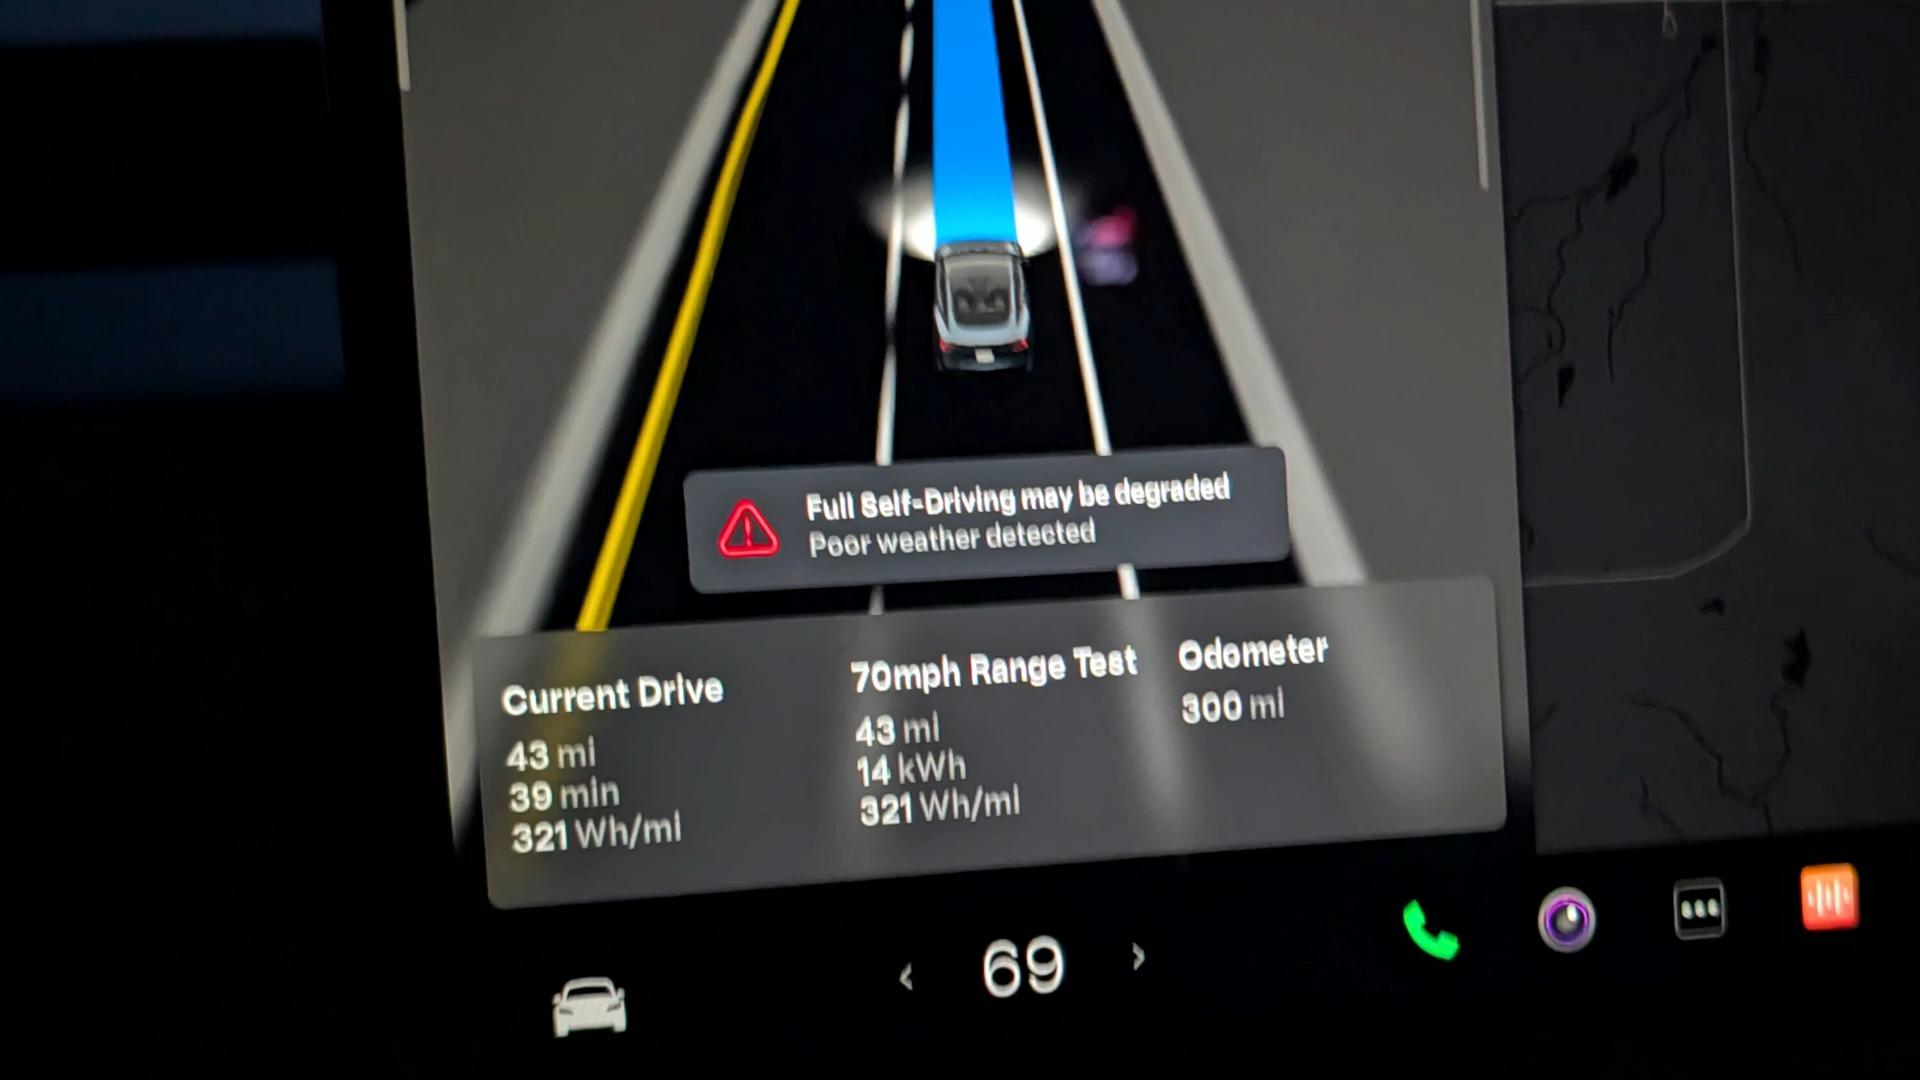 Full Self-Driving may be degraded
Poor weather detected
Current Drive
43 mi
39 min
321 Wh/mi
70mph Range Test
43 mi
14 kWh
321 Wh/mi
Odometer
300 mi
69